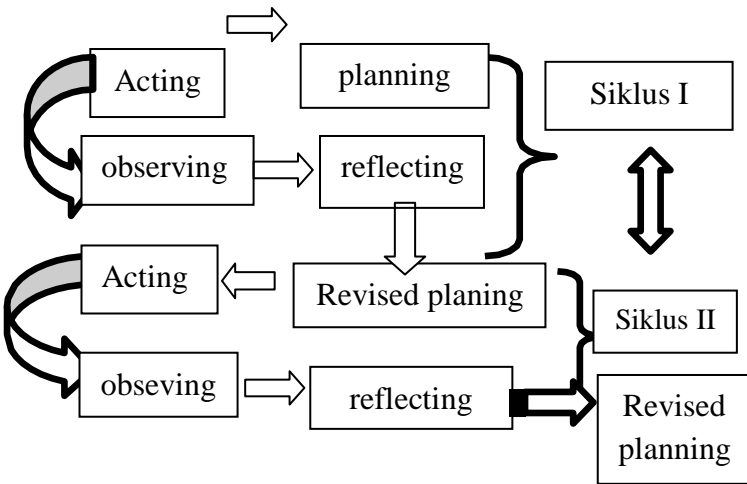 Acting
planning
Siklus I
observing
reflecting
Acting
Revised planing
Siklus II
obseving
reflecting
Revised
planning